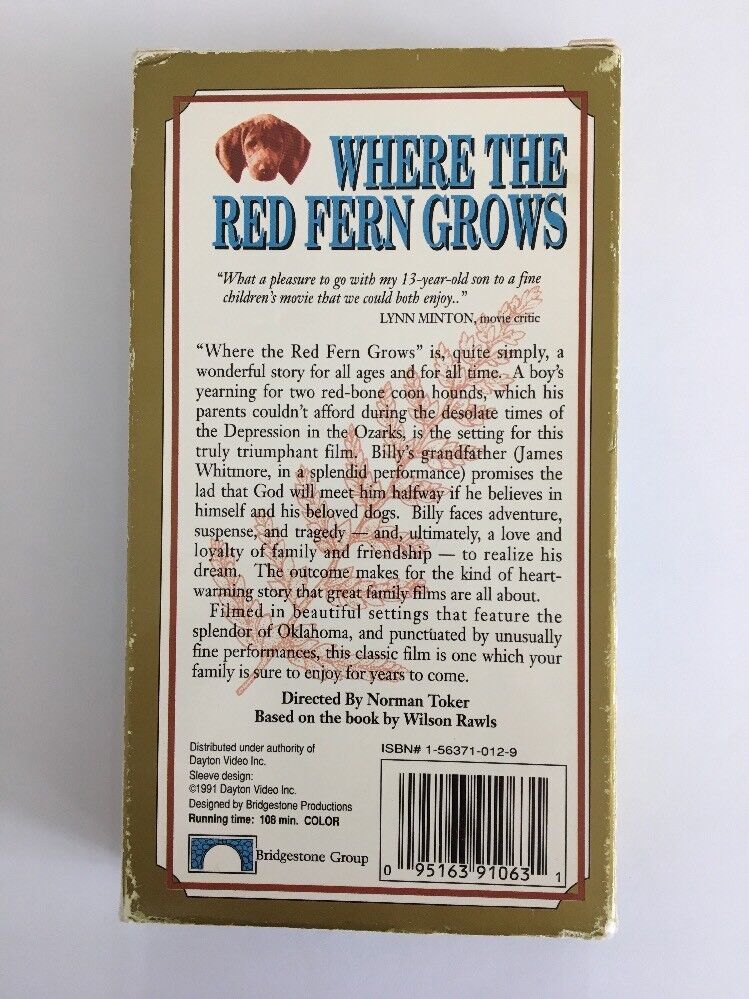 WHERE THE
RED FERN GROWS
“What a pleasure to go with my 13-year-old son to a fine
children's movie that we could both enjoy..”
LYNN MINTON, movie critic
“Where the Red Fern Grows” is, quite simply, a
wonderful story for all ages and for all time. A boy's
yearning for two red-bone coon hounds, which his
parents couldn't afford during the desolate times of
the Depression in the Ozarks, is the setting for this
truly triumphant film. Billy's grandfather (James
Whitmore, in a splendid performance) promises the
lad that God will meet him halfway if he believes in
himself and his beloved dogs. Billy faces adventure,
suspense, and tragedy — and, ultimately, a love and
loyalty of family and friendship — to realize his
dream. The outcome makes for the kind of heart-
warming story that great family films are all about.
Filmed in beautiful settings that feature the
splendor of Oklahoma, and punctuated by unusually
fine performances, this classic film is one which your
family is sure to enjoy for years to come.
Directed By Norman Toker
Based on the book by Wilson Rawls
Distributed under authority of
Dayton Video Inc.
Sleeve design:
©1991 Dayton Video Inc.
Designed by Bridgestone Productions
Running time: 108 min. COLOR
Bridgestone Group
ISBN# 1-56371-012-9
0 95163 91063 1